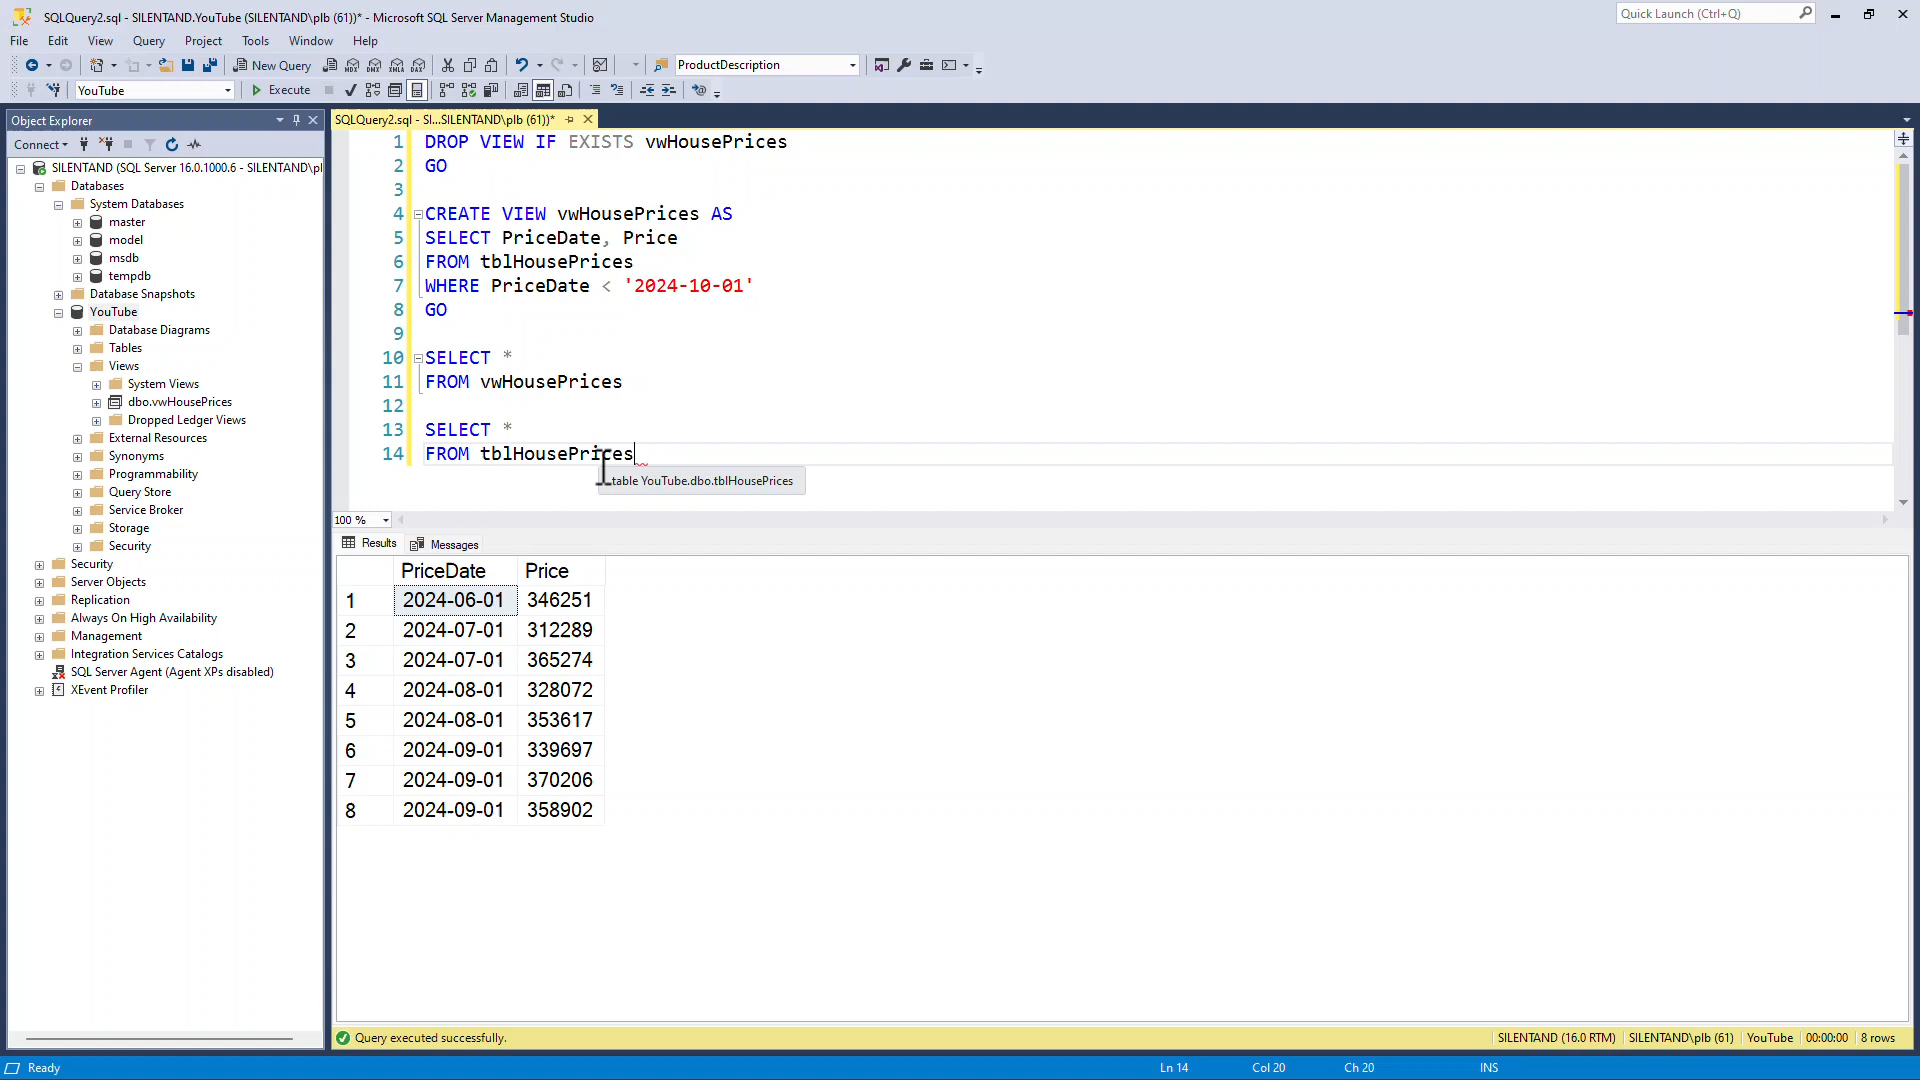 SQLQuery2.sql - SILENTAND.YouTube (SILENTAND\plb (61))* - Microsoft SQL Server Management Studio
Quick Launch (Ctrl+Q)
File Edit View Query Project Tools Window Help
New Query
MDX DMX XMLA DAX
ProductDescription
YouTube
Execute
Object Explorer
Connect
SILENTAND (SQL Server 16.0.1000.6 - SILENTAND\pl
Databases
System Databases
master
model
msdb
tempdb
Database Snapshots
YouTube
Database Diagrams
Tables
Views
System Views
dbo.vwHousePrices
Dropped Ledger Views
External Resources
Synonyms
Programmability
Query Store
Service Broker
Storage
Security
Security
Server Objects
Replication
Always On High Availability
Management
Integration Services Catalogs
SQL Server Agent (Agent XPs disabled)
XEvent Profiler
SQLQuery2.sql - SI...SILENTAND\plb (61))*
1 DROP VIEW IF EXISTS vwHousePrices
2 GO
3
4 CREATE VIEW vwHousePrices AS
5 SELECT PriceDate, Price
6 FROM tblHousePrices
7 WHERE PriceDate < '2024-10-01'
8 GO
9
10 SELECT *
11 FROM vwHousePrices
12
13 SELECT *
14 FROM tblHousePrices
table YouTube.dbo.tblHousePrices
100 %
Results Messages
PriceDate Price
1 2024-06-01 346251
2 2024-07-01 312289
3 2024-07-01 365274
4 2024-08-01 328072
5 2024-08-01 353617
6 2024-09-01 339697
7 2024-09-01 370206
8 2024-09-01 358902
Query executed successfully.
SILENTAND (16.0 RTM) SILENTAND\plb (61) YouTube 00:00:00 8 rows
Ready
Ln 14 Col 20 Ch 20 INS